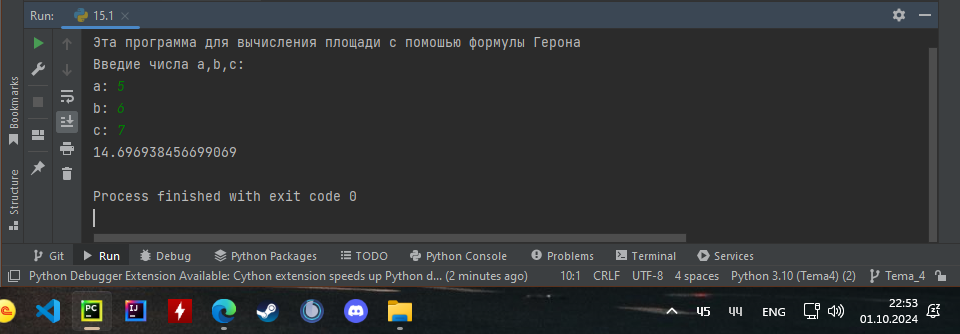 Run: 15.1
Эта программа для вычисления площади с помошью формулы Герона
Введие числа a,b,c:
a: 5
b: 6
c: 7
14.696938456699069
Process finished with exit code 0
Bookmarks
Structure
Git Run Debug Python Packages TODO Python Console Problems Terminal Services
Python Debugger Extension Available: Cython extension speeds up Python d... (2 minutes ago) 10:1 CRLF UTF-8 4 spaces Python 3.10 (Tema4) (2) Tema_4
PC IJ 45 44 ENG 22:53
01.10.2024